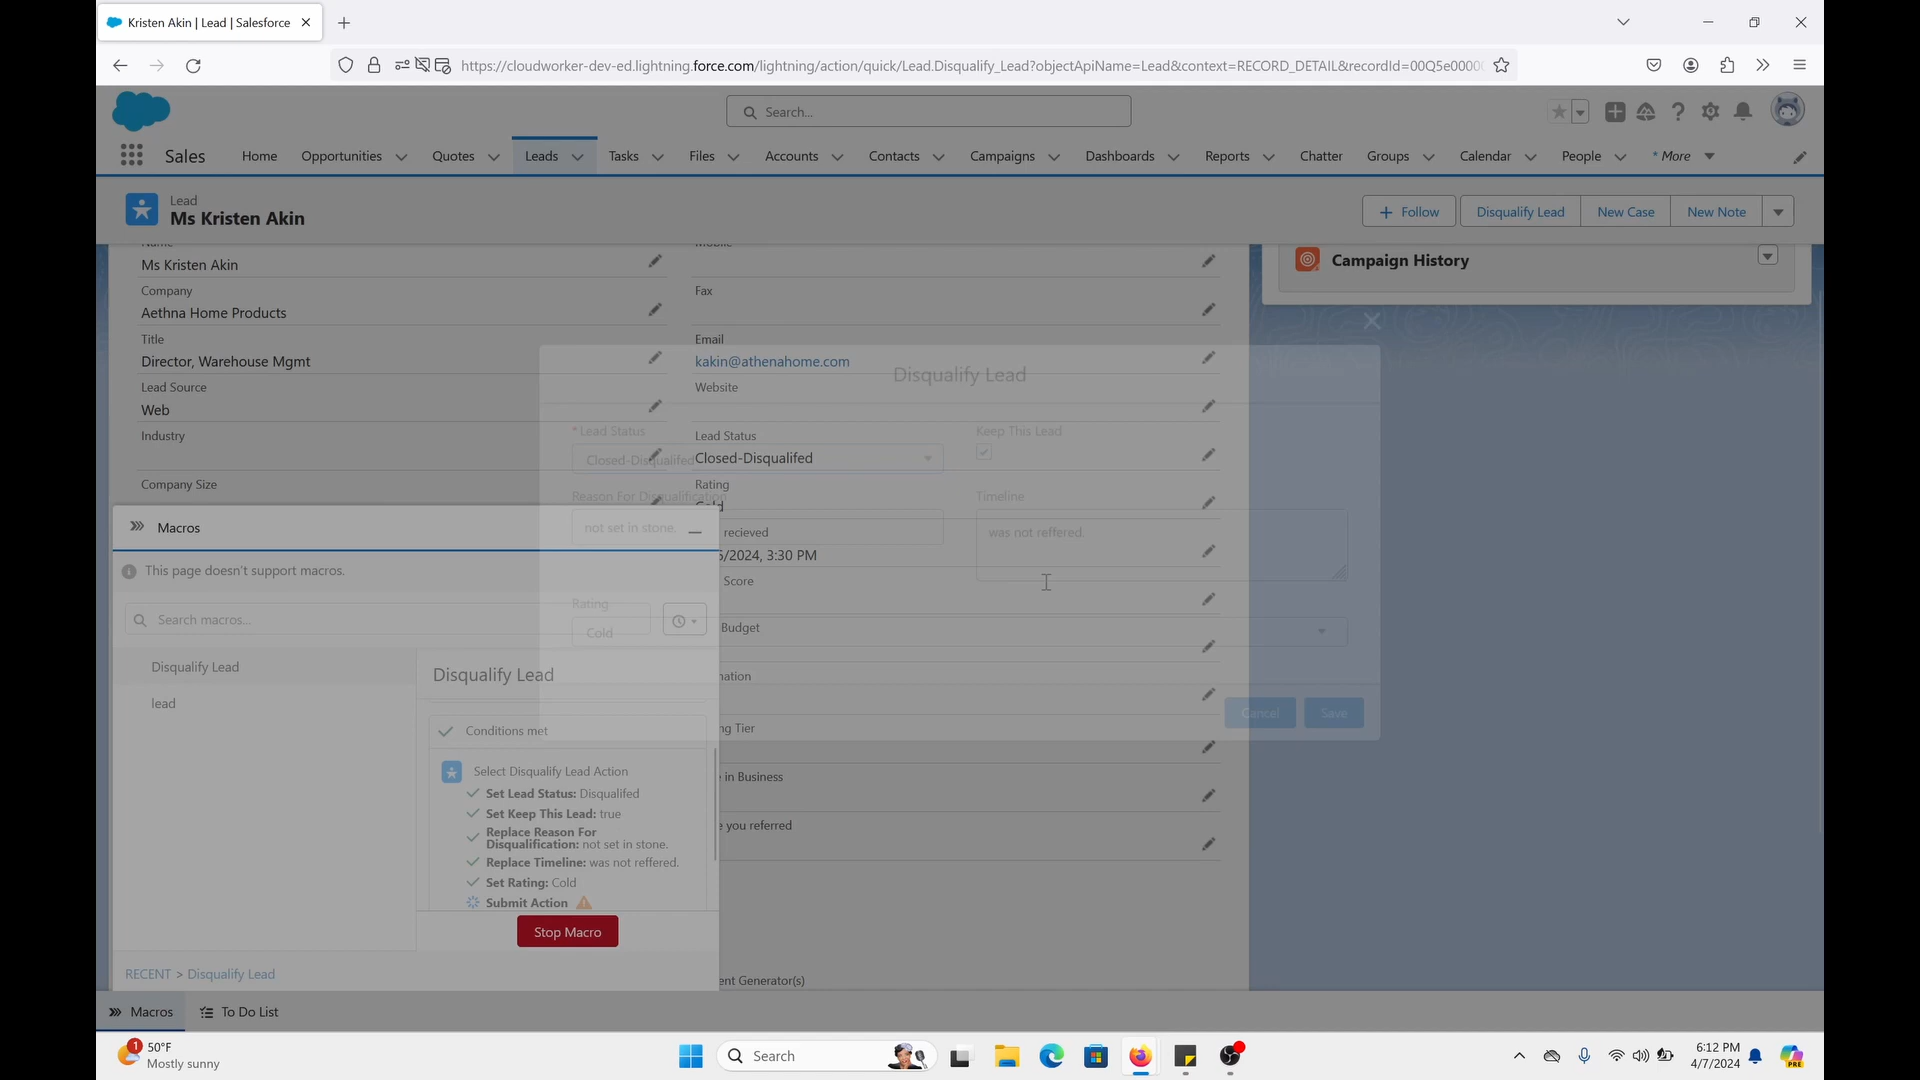 Kristen Akin | Lead | Salesforce
https://cloudworker-dev-ed.lightning.force.com/lightning/action/quick/Lead.Disqualify_Lead?objectApiName=Lead&context=RECORD_DETAIL&recordId=00Q5e00000
Search...
Sales
Home
Opportunities
Quotes
Leads
Tasks
Files
Accounts
Contacts
Campaigns
Dashboards
Reports
Chatter
Groups
Calendar
People
* More
Lead
Ms Kristen Akin
+ Follow
Disqualify Lead
New Case
New Note
Name
Mobile
Ms Kristen Akin
Campaign History
Company
Fax
Aethna Home Products
Title
Email
Director, Warehouse Mgmt
kakin@athenahome.com
Disqualify Lead
Lead Source
Website
Web
Industry
Lead Status
* Lead Status
Keep This Lead
Closed-Disqualifed
Closed-Disqualifed
Company Size
Rating
Reason For Disqualification
Timeline
Cold
not set in stone.
was not reffered.
Macros
recieved
5/2024, 3:30 PM
This page doesn't support macros.
Score
Rating
Search macros...
Budget
Cold
Disqualify Lead
Disqualify Lead
lead
Cancel
Save
Conditions met
Select Disqualify Lead Action
Set Lead Status: Disqualifed
in Business
Set Keep This Lead: true
Replace Reason For
Disqualification: not set in stone.
you referred
Replace Timeline: was not reffered.
Set Rating: Cold
Submit Action
Stop Macro
RECENT > Disqualify Lead
ent Generator(s)
Macros
To Do List
1
50°F
Mostly sunny
Search
6:12 PM
4/7/2024
PRE